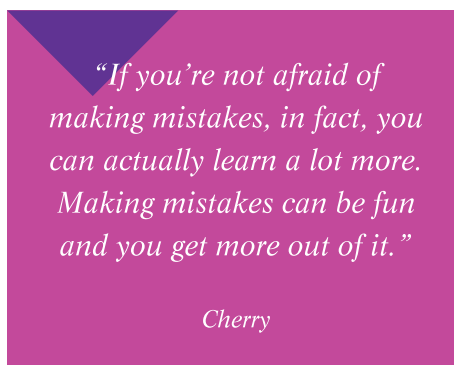 “If you’re not afraid of
making mistakes, in fact, you
can actually learn a lot more.
Making mistakes can be fun
and you get more out of it.”
Cherry